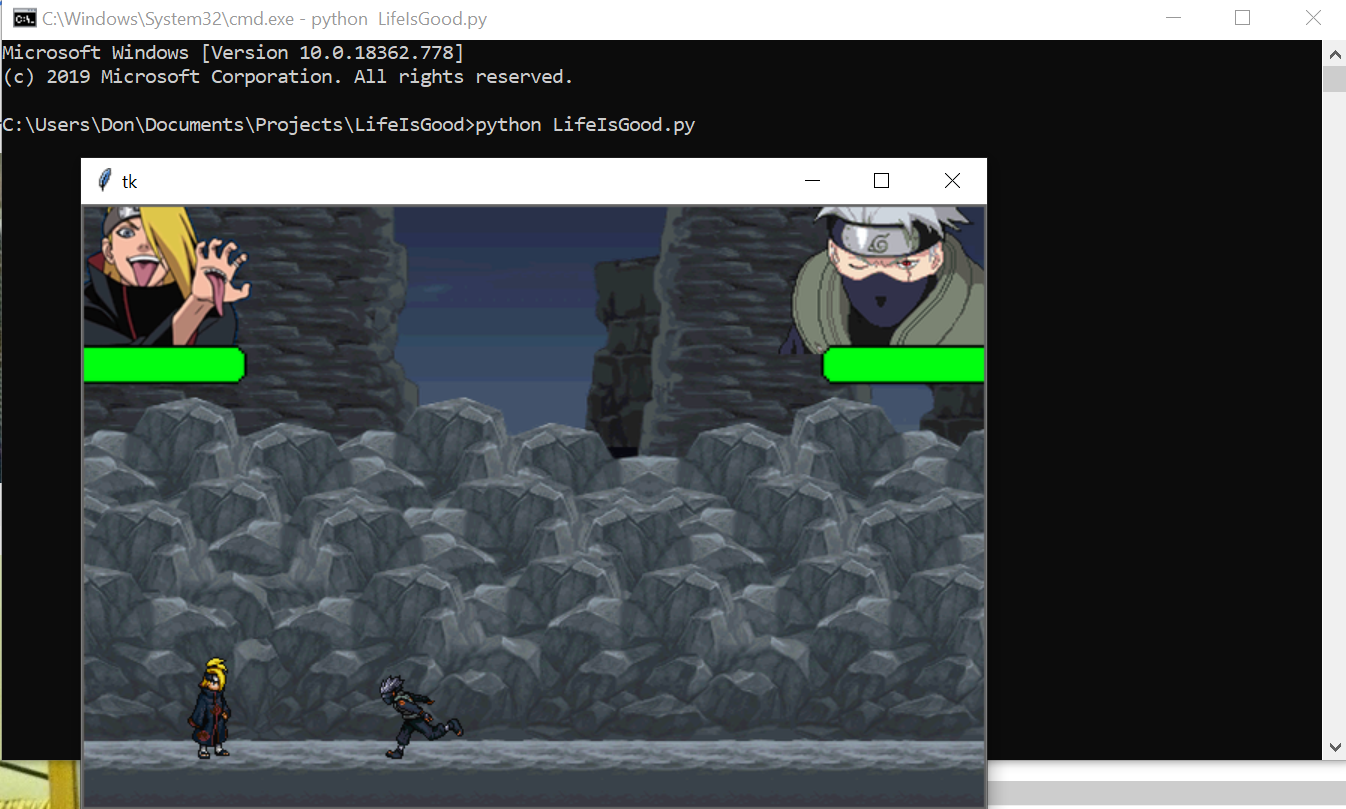 C:\Windows\System32\cmd.exe - python  LifeIsGood.py
Microsoft Windows [Version 10.0.18362.778]
(c) 2019 Microsoft Corporation. All rights reserved.
C:\Users\Don\Documents\Projects\LifeIsGood>python LifeIsGood.py
tk